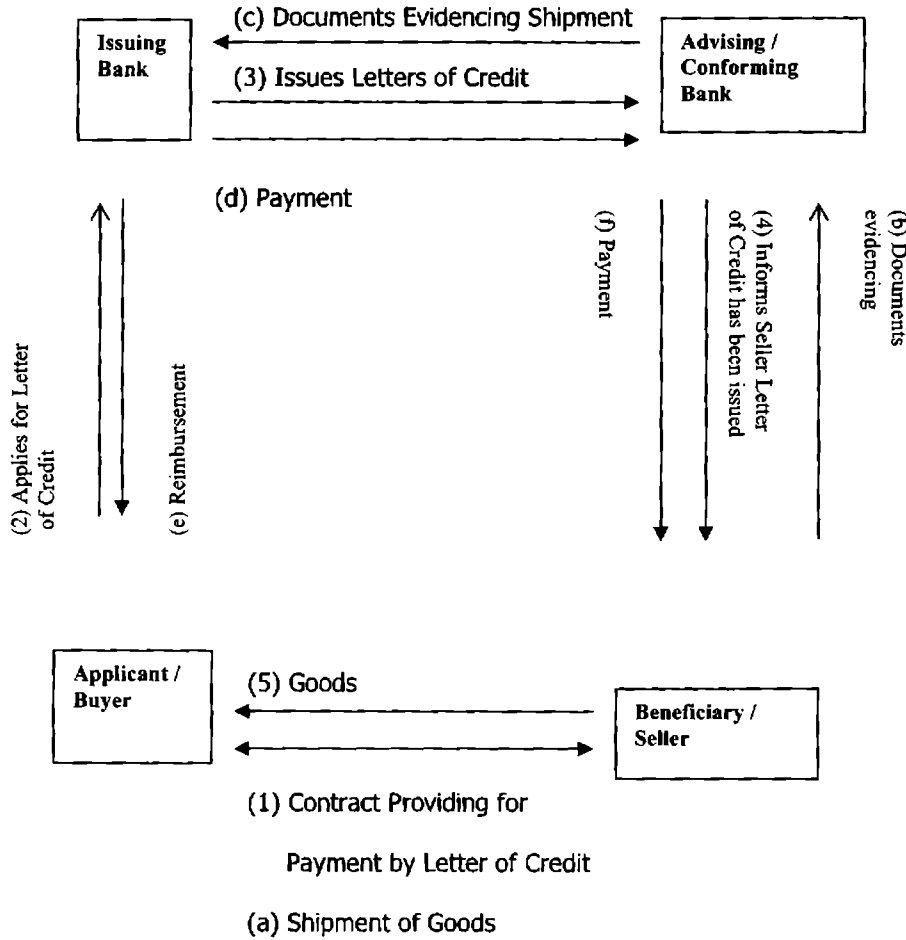 (c) Documents Evidencing Shipment
Issuing
Bank
Advising /
Conforming
Bank
(3) Issues Letters of Credit
(d) Payment
(f) Payment
(4) Informs Seller Letter
of Credit has been issued
(b) Documents
evidencing
(2) Applies for Letter
of Credit
(e) Reimbursement
Applicant /
Buyer
(5) Goods
Beneficiary /
Seller
(1) Contract Providing for
Payment by Letter of Credit
(a) Shipment of Goods